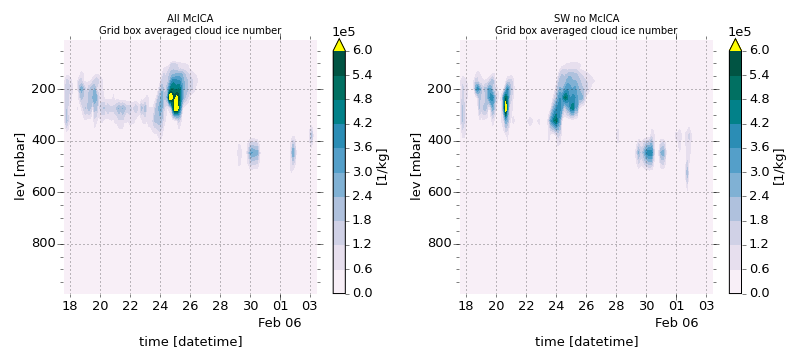 All McICA
Grid box averaged cloud ice number
1e5
6.0
5.4
4.8
4.2
3.6
3.0
2.4
1.8
1.2
0.6
0.0
[1/kg]
lev [mbar]
200
400
600
800
18 20 22 24 26 28 30 01 03
Feb 06
time [datetime]
SW no McICA
Grid box averaged cloud ice number
1e5
6.0
5.4
4.8
4.2
3.6
3.0
2.4
1.8
1.2
0.6
0.0
[1/kg]
lev [mbar]
200
400
600
800
18 20 22 24 26 28 30 01 03
Feb 06
time [datetime]